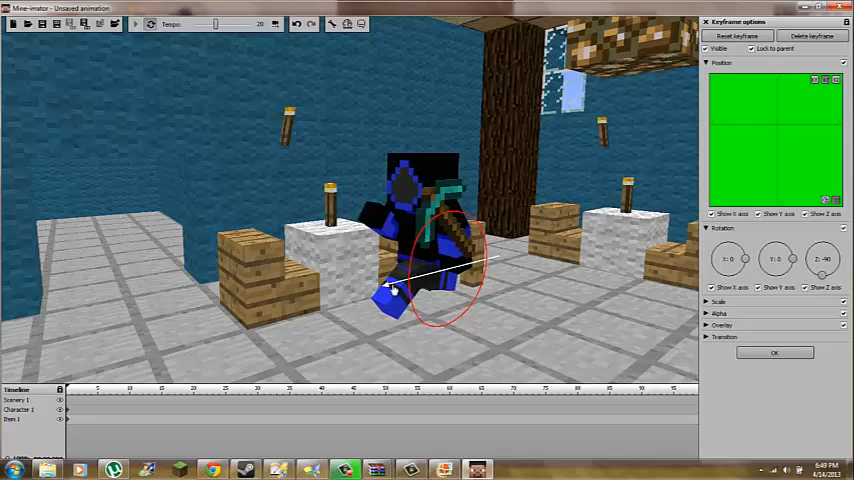 Mine-imator - Unsaved animation
Tempo: 20
Keyframe options
Reset keyframe Delete keyframe
Visible Lock to parent
Position
Show X axis Show Y axis Show Z axis
Rotation
X: 0 Y: 0 Z: -90
Show X axis Show Y axis Show Z axis
Scale
Alpha
Overlay
Transition
OK
Timeline
5 10 15 20 25 30 35 40 45 50 55 60 65 70 75 80 85 90 95
Scenery 1
Character 1
Item 1
6:49 PM
4/14/2013